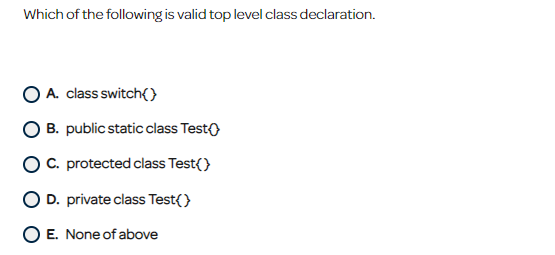 Which of the following is valid top level class declaration.
A. class switch{}
B. public static class Test{}
C. protected class Test{}
D. private class Test{}
E. None of above